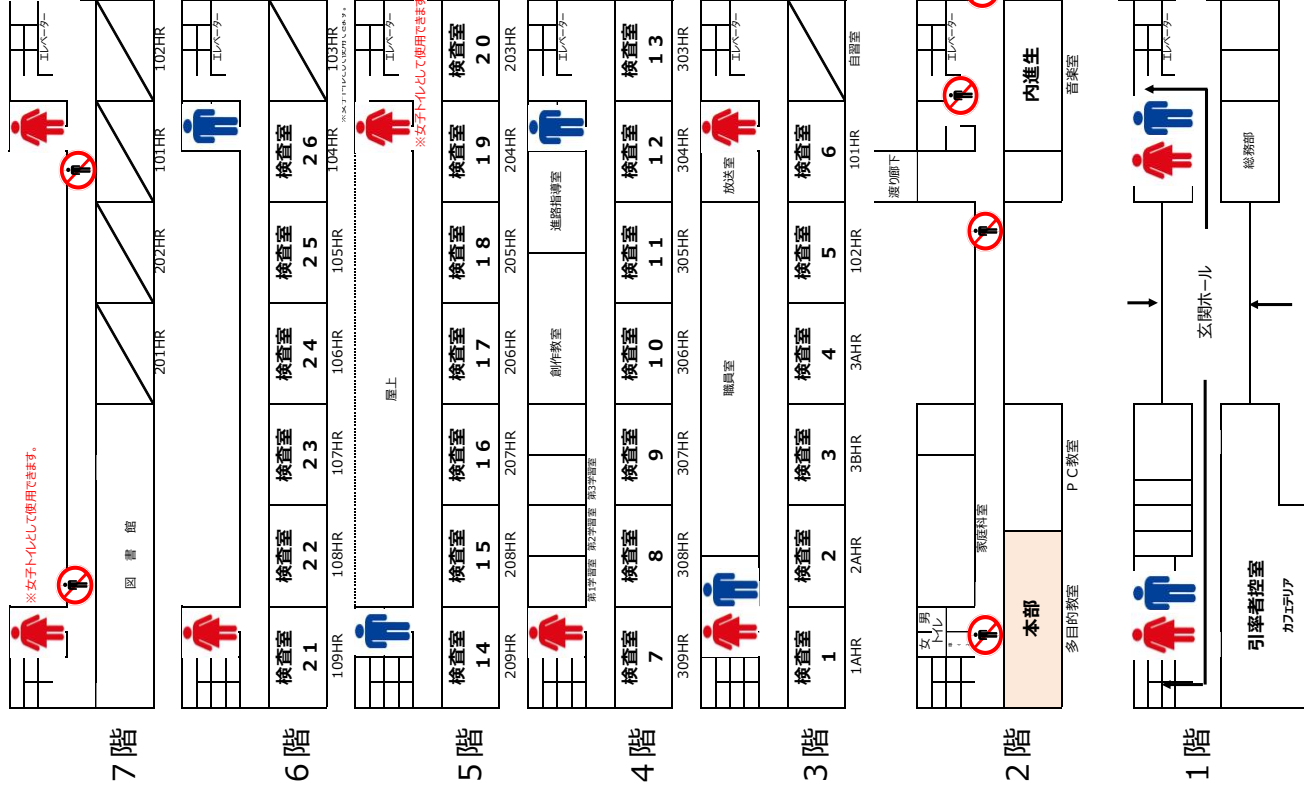 ※女子トイレとして使用できます。
エレベーター
7階
図書館
201HR
202HR
101HR
102HR
エレベーター
6階
検査室 21
検査室 22
検査室 23
検査室 24
検査室 25
検査室 26
109HR
108HR
107HR
106HR
105HR
104HR
103HR
※女子トイレとして使用できます。
エレベーター
屋上
※女子トイレとして使用できます
5階
検査室 14
検査室 15
検査室 16
検査室 17
検査室 18
検査室 19
検査室 20
209HR
208HR
207HR
206HR
205HR
204HR
203HR
エレベーター
創作教室
進路指導室
第1学習室 第2学習室 第3学習室
4階
検査室 7
検査室 8
検査室 9
検査室 10
検査室 11
検査室 12
検査室 13
309HR
308HR
307HR
306HR
305HR
304HR
303HR
エレベーター
職員室
放送室
3階
検査室 1
検査室 2
検査室 3
検査室 4
検査室 5
検査室 6
1AHR
2AHR
3BHR
3AHR
102HR
101HR
自習室
渡り廊下
エレベーター
女 男
トイレ
家庭科室
2階
本部
内進生
多目的教室
PC教室
音楽室
エレベーター
1階
玄関ホール
引率者控室
カフェテリア
総務部